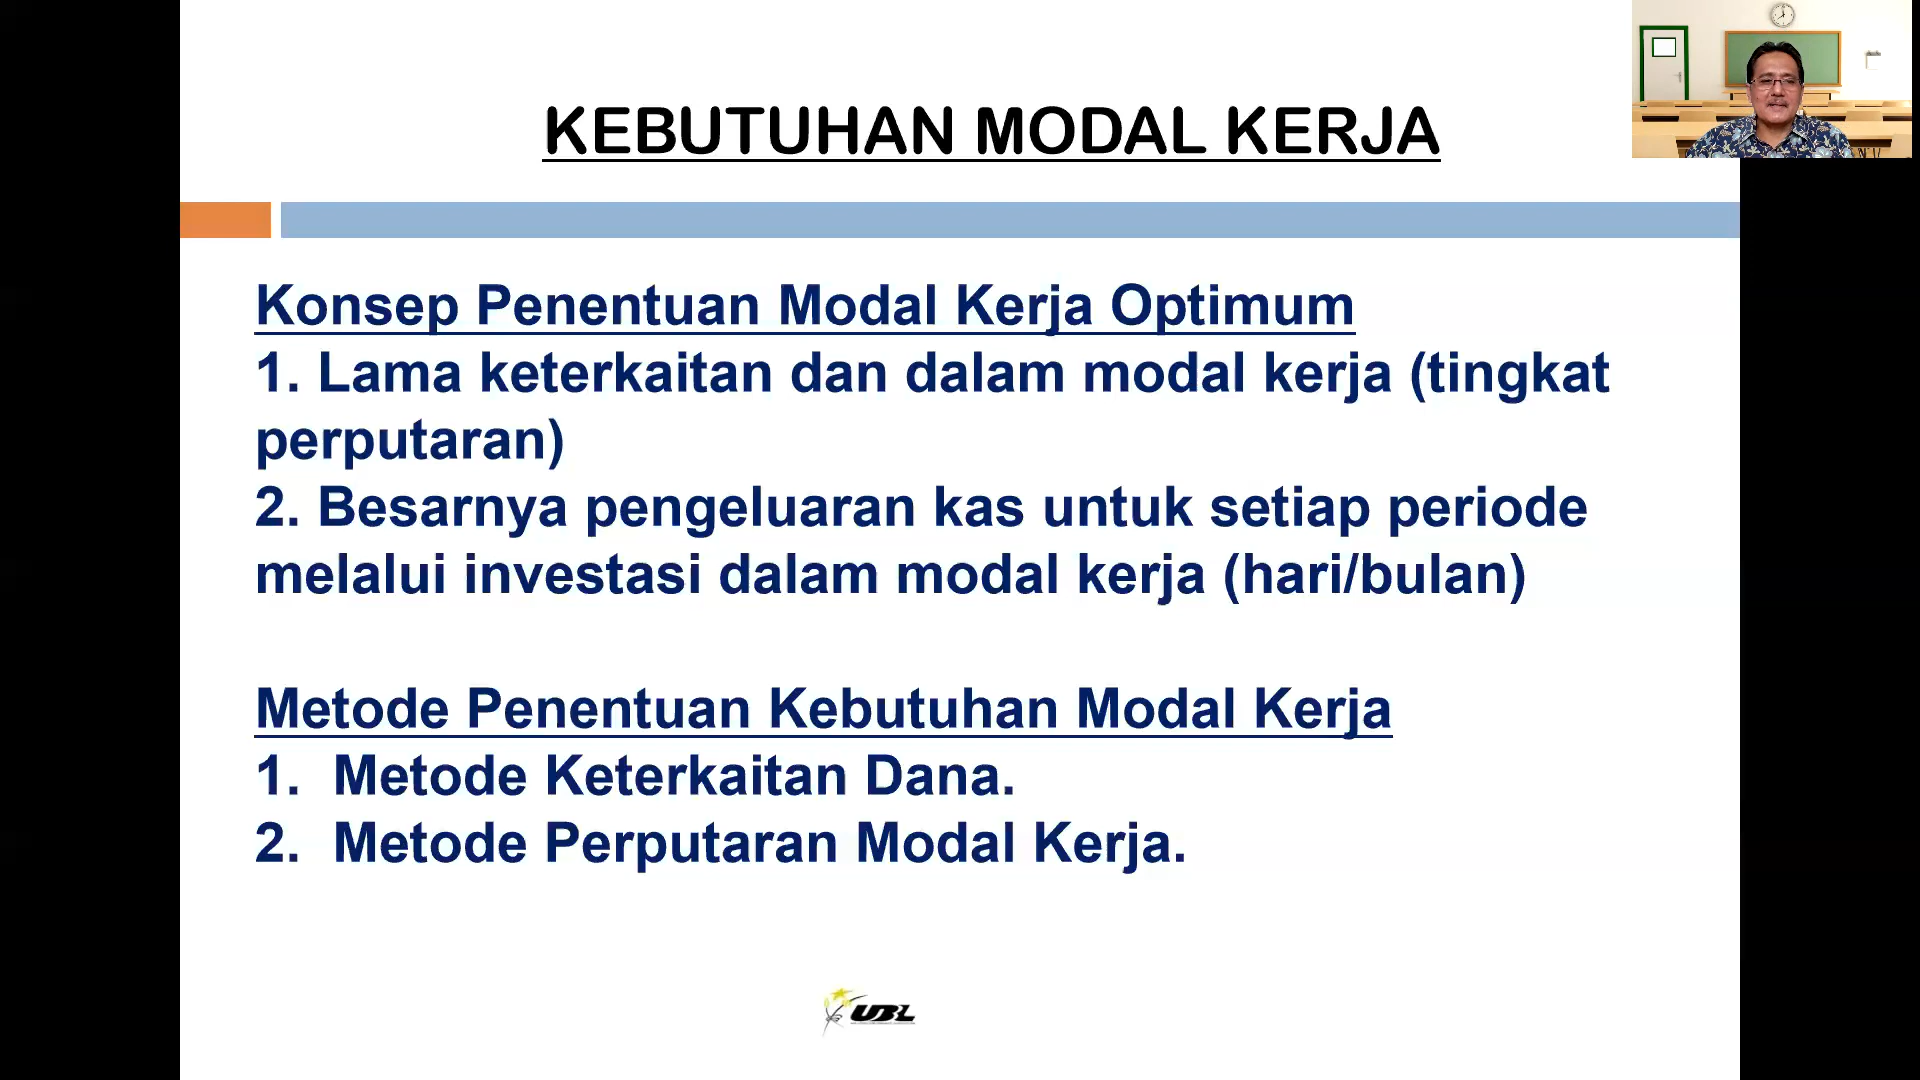 KEBUTUHAN MODAL KERJA
Konsep Penentuan Modal Kerja Optimum
1. Lama keterkaitan dan dalam modal kerja (tingkat
perputaran)
2. Besarnya pengeluaran kas untuk setiap periode
melalui investasi dalam modal kerja (hari/bulan)
Metode Penentuan Kebutuhan Modal Kerja
1. Metode Keterkaitan Dana.
2. Metode Perputaran Modal Kerja.
UBL